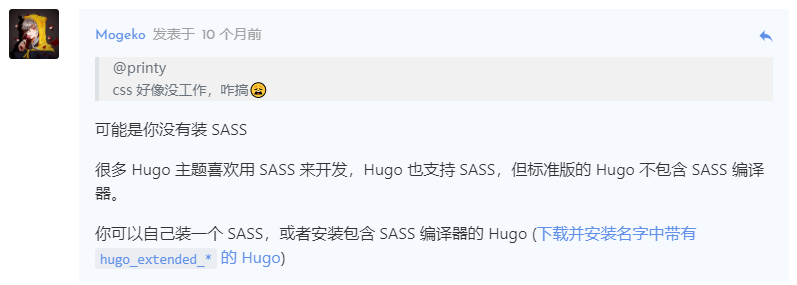 Mogeko 发表于 10 个月前
@printy
css 好像没工作，咋搞😩
可能是你没有装 SASS
很多 Hugo 主题喜欢用 SASS 来开发，Hugo 也支持 SASS，但标准版的 Hugo 不包含 SASS 编译
器。
你可以自己装一个 SASS，或者安装包含 SASS 编译器的 Hugo (下载并安装名字中带有
hugo_extended_* 的 Hugo)